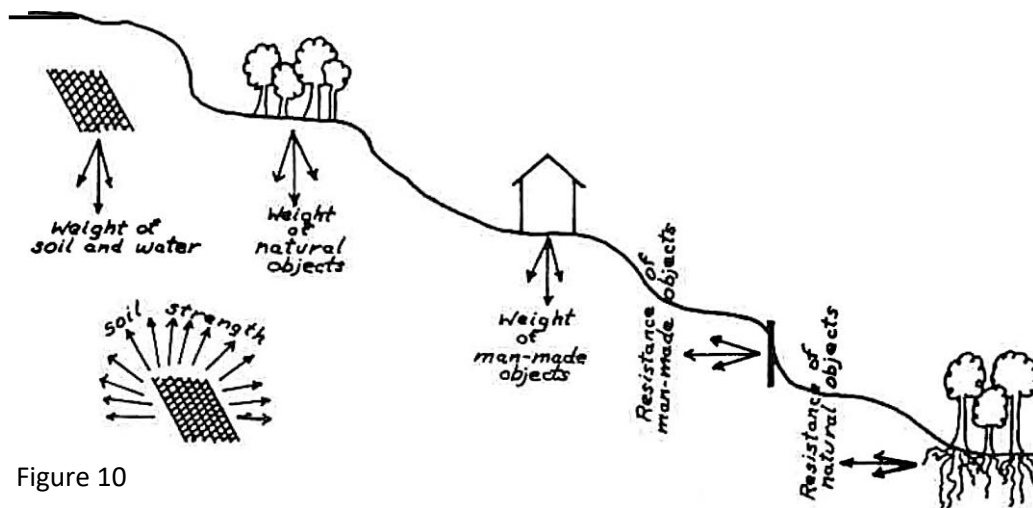 Weight of
soil and water
Weight
of
natural
objects
Weight
of
man-made
objects
Resistance of
man-made objects
Resistance of
natural objects
soil strength
Figure 10